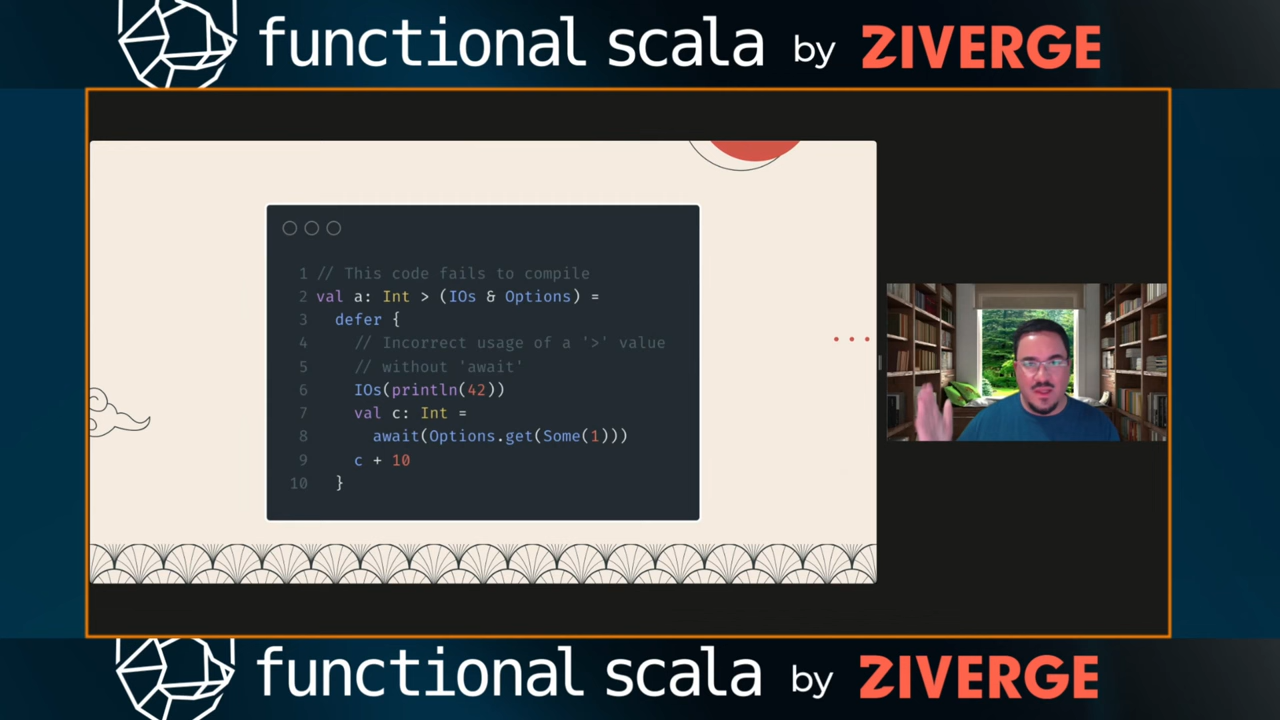 functional scala by ZIVERGE
1 // This code fails to compile
2 val a: Int > (IOs & Options) =
3 defer {
4 // Incorrect usage of a '>' value
5 // without 'await'
6 IOs(println(42))
7 val c: Int =
8 await(Options.get(Some(1)))
9 c + 10
10 }
functional scala by ZIVERGE